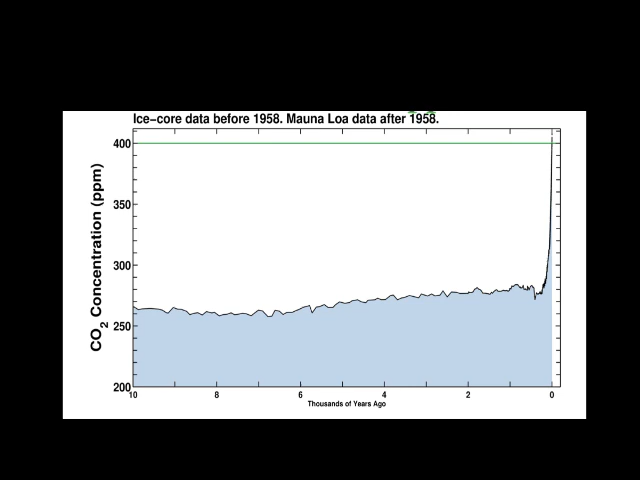 Ice-core data before 1958. Mauna Loa data after 1958.
400
350
300
250
200
CO2 Concentration (ppm)
10 8 6 4 2 0
Thousands of Years Ago